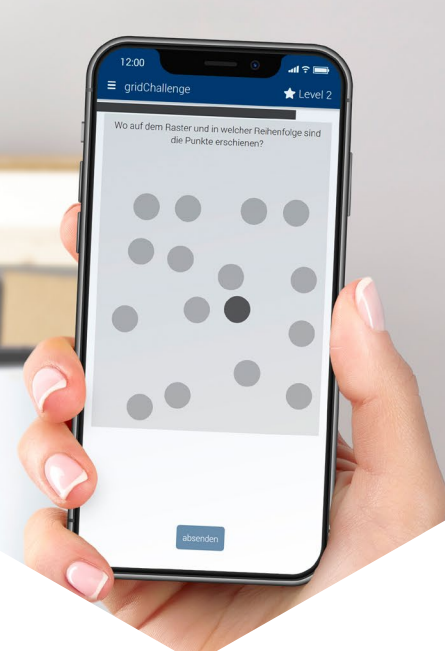 12:00
gridChallenge
Level 2
Wo auf dem Raster und in welcher Reihenfolge sind
die Punkte erschienen?
absenden